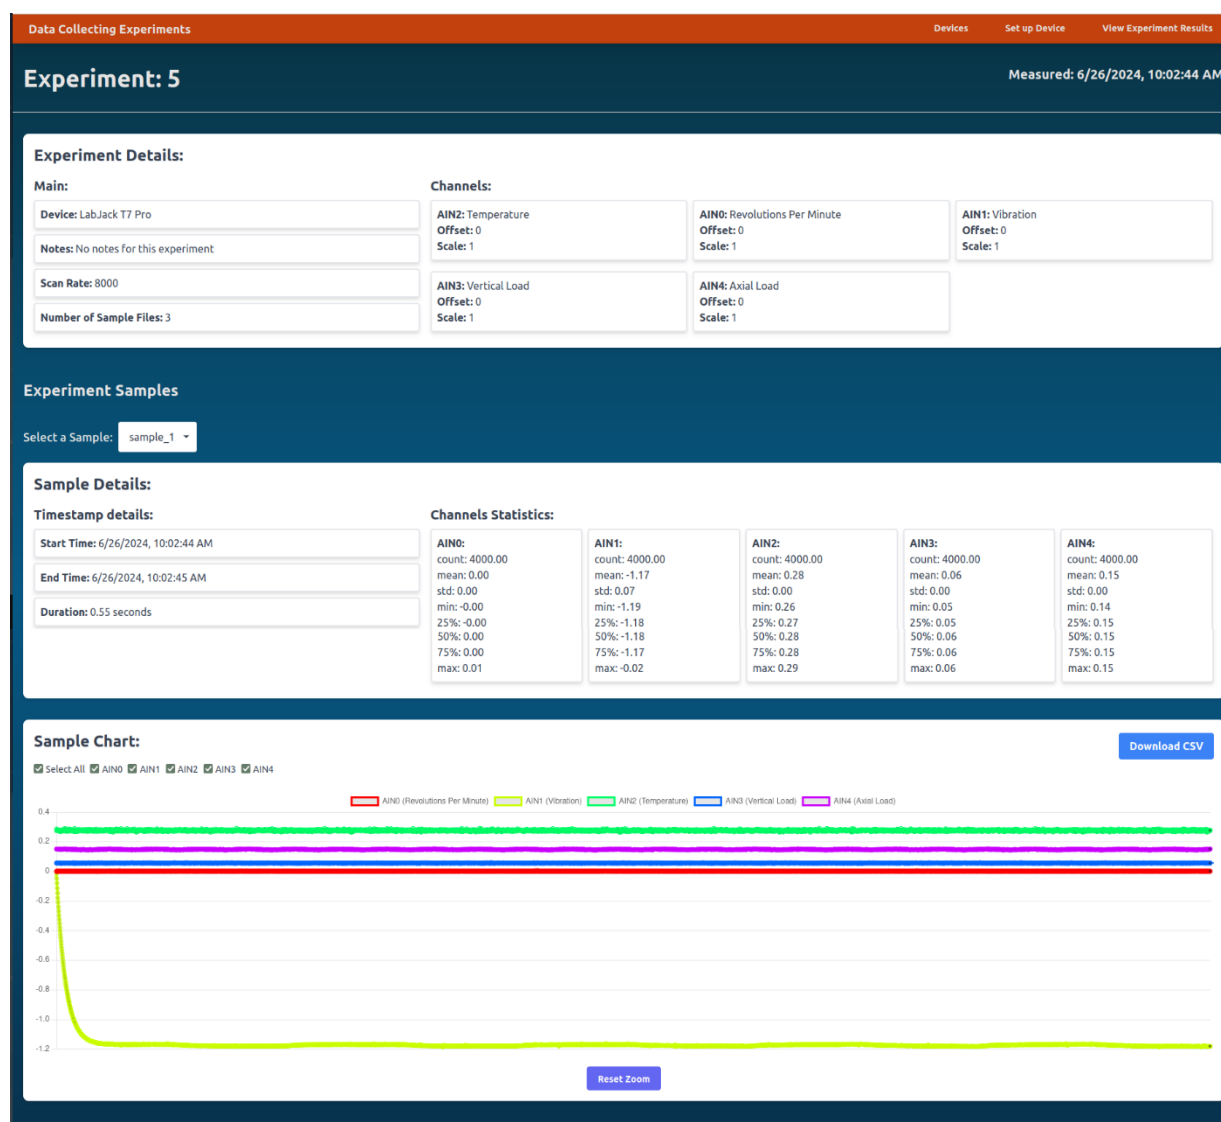 Data Collecting Experiments
Devices
Set up Device
View Experiment Results
Experiment: 5
Measured: 6/26/2024, 10:02:44 AM
Experiment Details:
Main:
Device: LabJack T7 Pro
Notes: No notes for this experiment
Scan Rate: 8000
Number of Sample Files: 3
Channels:
AIN2: Temperature
Offset: 0
Scale: 1
AIN0: Revolutions Per Minute
Offset: 0
Scale: 1
AIN1: Vibration
Offset: 0
Scale: 1
AIN3: Vertical Load
Offset: 0
Scale: 1
AIN4: Axial Load
Offset: 0
Scale: 1
Experiment Samples
Select a Sample: sample_1
Sample Details:
Timestamp details:
Start Time: 6/26/2024, 10:02:44 AM
End Time: 6/26/2024, 10:02:45 AM
Duration: 0.55 seconds
Channels Statistics:
AIN0:
count: 4000.00
mean: 0.00
std: 0.00
min: -0.00
25%: -0.00
50%: 0.00
75%: 0.00
max: 0.01
AIN1:
count: 4000.00
mean: -1.17
std: 0.07
min: -1.19
25%: -1.18
50%: -1.18
75%: -1.17
max: -0.02
AIN2:
count: 4000.00
mean: 0.28
std: 0.00
min: 0.26
25%: 0.27
50%: 0.28
75%: 0.28
max: 0.29
AIN3:
count: 4000.00
mean: 0.06
std: 0.00
min: 0.05
25%: 0.05
50%: 0.06
75%: 0.06
max: 0.06
AIN4:
count: 4000.00
mean: 0.15
std: 0.00
min: 0.14
25%: 0.15
50%: 0.15
75%: 0.15
max: 0.15
Sample Chart:
Download CSV
Select All AIN0 AIN1 AIN2 AIN3 AIN4
AIN0 (Revolutions Per Minute) AIN1 (Vibration) AIN2 (Temperature) AIN3 (Vertical Load) AIN4 (Axial Load)
0.4
0.2
0
-0.2
-0.4
-0.6
-0.8
-1.0
-1.2
Reset Zoom